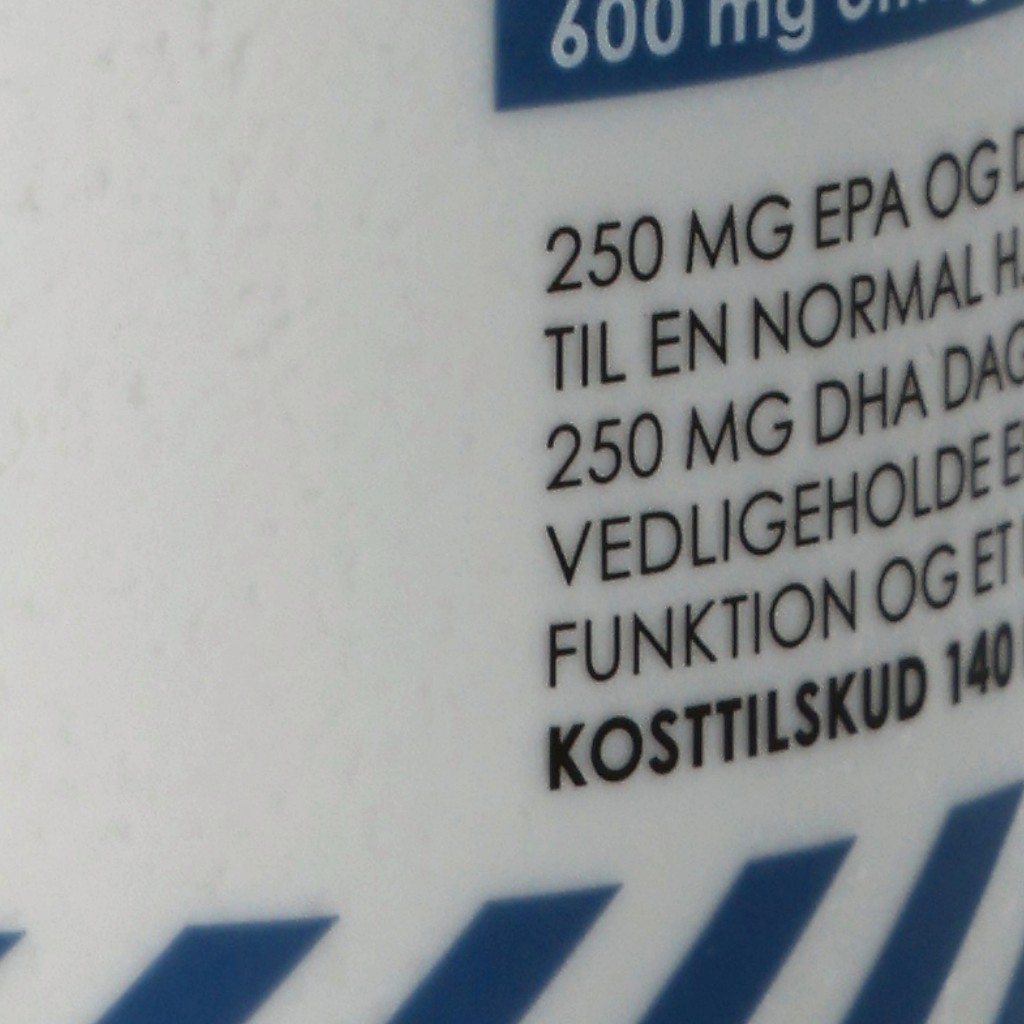 600 mg
250 MG EPA OG
TIL EN NORMAL
250 MG DHA
VEDLIGEHOLDE
FUNKTION OG ET
KOSTTILSKUD 140